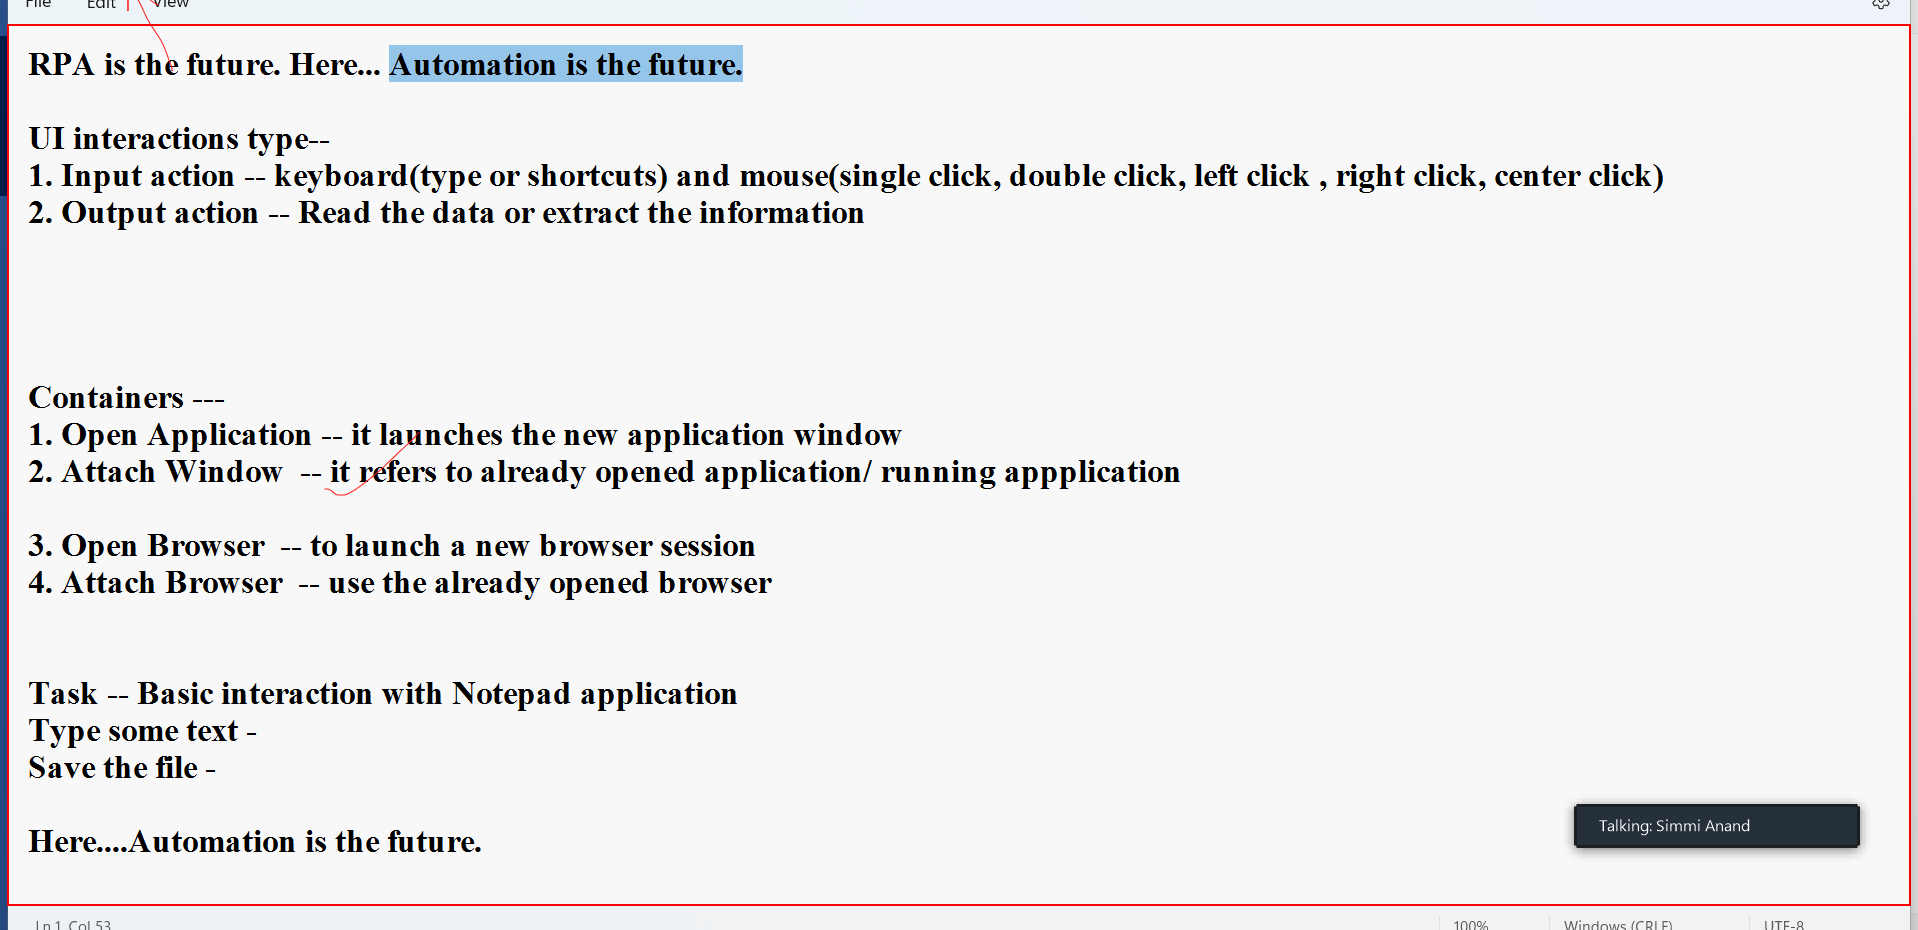 File Edit View
RPA is the future. Here... Automation is the future.
UI interactions type--
1. Input action -- keyboard(type or shortcuts) and mouse(single click, double click, left click , right click, center click)
2. Output action -- Read the data or extract the information
Containers ---
1. Open Application -- it launches the new application window
2. Attach Window  -- it refers to already opened application/ running appplication
3. Open Browser  -- to launch a new browser session
4. Attach Browser  -- use the already opened browser
Task -- Basic interaction with Notepad application
Type some text -
Save the file -
Talking: Simmi Anand
Here....Automation is the future.
Ln 1, Col 53 100% Windows (CRLF) UTF-8